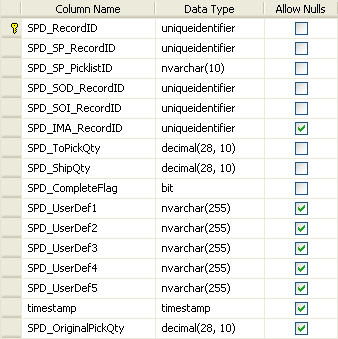 Column Name Data Type Allow Nulls
SPD_RecordID uniqueidentifier
SPD_SP_RecordID uniqueidentifier
SPD_SP_PicklistID nvarchar(10)
SPD_SOD_RecordID uniqueidentifier
SPD_SOI_RecordID uniqueidentifier
SPD_IMA_RecordID uniqueidentifier
SPD_ToPickQty decimal(28, 10)
SPD_ShipQty decimal(28, 10)
SPD_CompleteFlag bit
SPD_UserDef1 nvarchar(255)
SPD_UserDef2 nvarchar(255)
SPD_UserDef3 nvarchar(255)
SPD_UserDef4 nvarchar(255)
SPD_UserDef5 nvarchar(255)
timestamp timestamp
SPD_OriginalPickQty decimal(28, 10)